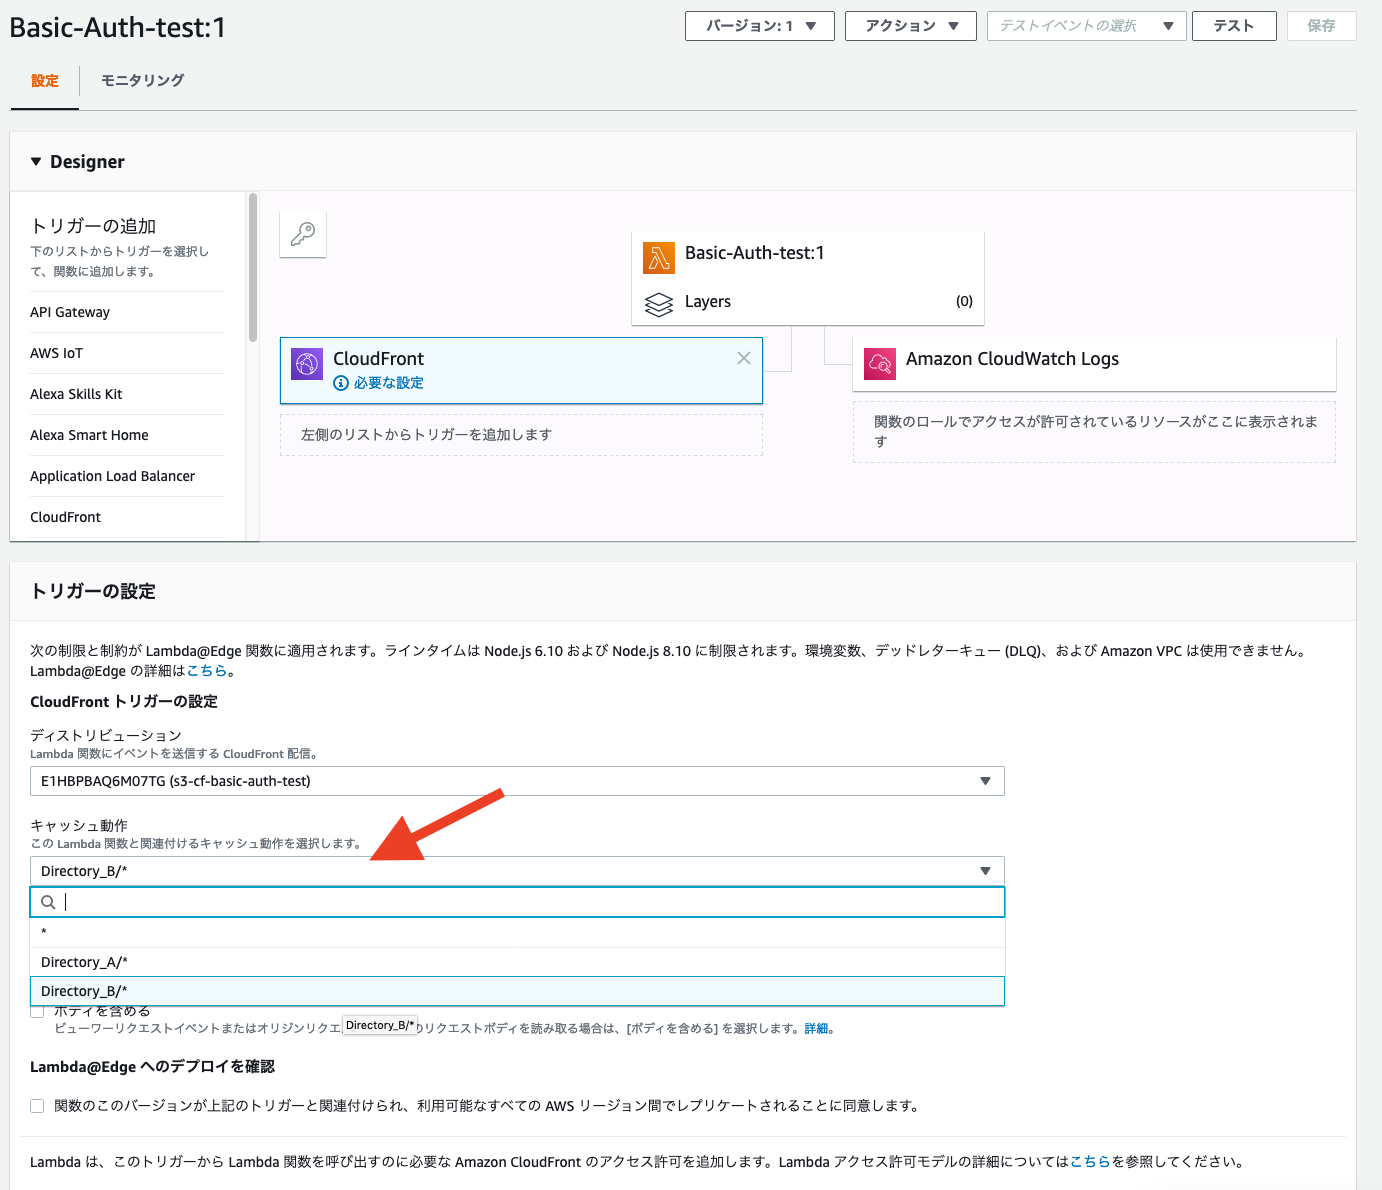 Basic-Auth-test:1
バージョン: 1
アクション
テストイベントの選択
テスト
保存
設定
モニタリング
Designer
トリガーの追加
下のリストからトリガーを選択し
て、関数に追加します。
API Gateway
AWS IoT
Alexa Skills Kit
Alexa Smart Home
Application Load Balancer
CloudFront
Basic-Auth-test:1
Layers
(0)
CloudFront
必要な設定
左側のリストからトリガーを追加します
Amazon CloudWatch Logs
関数のロールでアクセスが許可されているリソースがここに表示されま
す
トリガーの設定
次の制限と制約が Lambda@Edge 関数に適用されます。ラインタイムは Node.js 6.10 および Node.js 8.10 に制限されます。環境変数、デッドレターキュー (DLQ)、および Amazon VPC は使用できません。
Lambda@Edge の詳細はこちら。
CloudFront トリガーの設定
ディストリビューション
Lambda 関数にイベントを送信する CloudFront 配信。
E1HBPBAQ6M07TG (s3-cf-basic-auth-test)
キャッシュ動作
この Lambda 関数と関連付けるキャッシュ動作を選択します。
Directory_B/*
*
Directory_A/*
Directory_B/*
ボディを含める
ビューワーリクエストイベントまたはオリジンリクエ
Directory_B/*
のリクエストボディを読み取る場合は、[ボディを含める] を選択します。詳細。
Lambda@Edge へのデプロイを確認
関数のこのバージョンが上記のトリガーと関連付けられ、利用可能なすべての AWS リージョン間でレプリケートされることに同意します。
Lambda は、このトリガーから Lambda 関数を呼び出すのに必要な Amazon CloudFront のアクセス許可を追加します。Lambda アクセス許可モデルの詳細についてはこちらを参照してください。